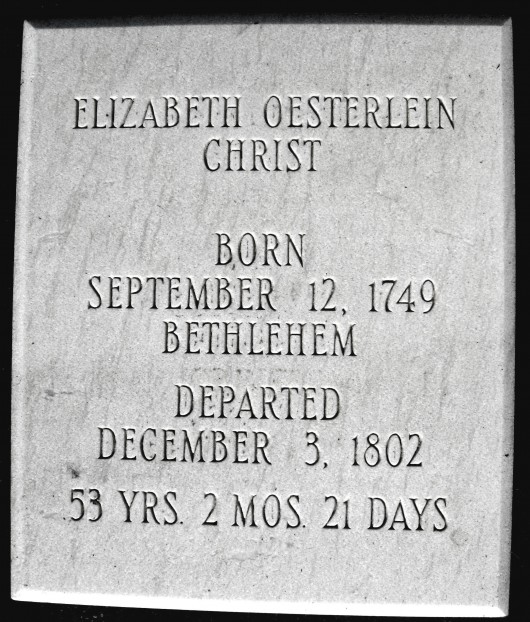 ELIZABETH OESTERLEIN
CHRIST
BORN
SEPTEMBER 12, 1749
BETHLEHEM
DEPARTED
DECEMBER 3, 1802
53 YRS. 2 MOS. 21 DAYS